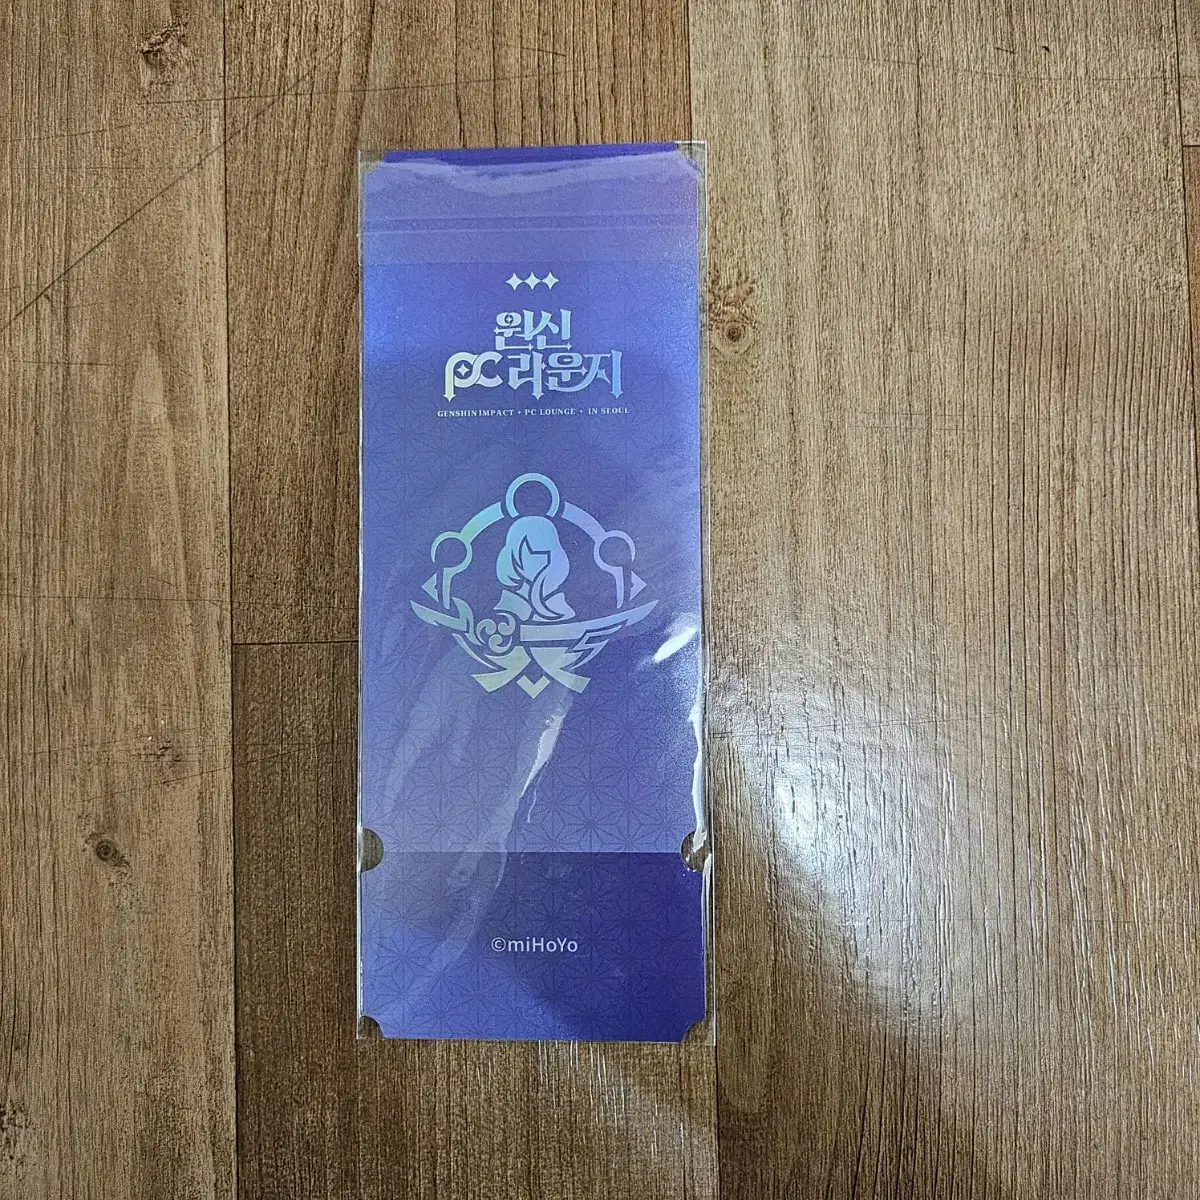 원신
PC 라운지
GENSHIN IMPACT • PC LOUNGE • IN SEOUL
©miHoYo